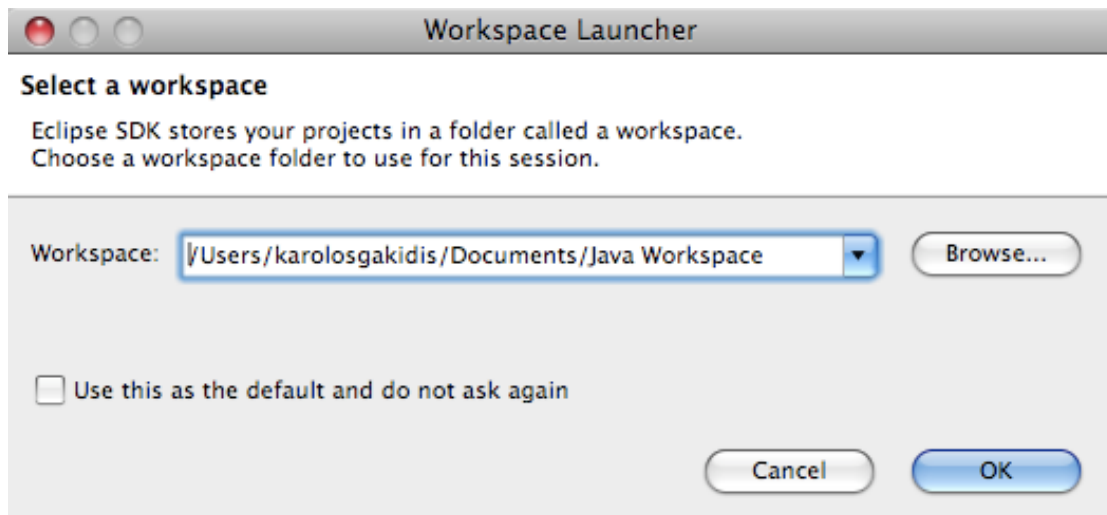 Workspace Launcher
Select a workspace
Eclipse SDK stores your projects in a folder called a workspace.
Choose a workspace folder to use for this session.
Workspace: /Users/karolosgakidis/Documents/Java Workspace Browse...
Use this as the default and do not ask again
Cancel OK